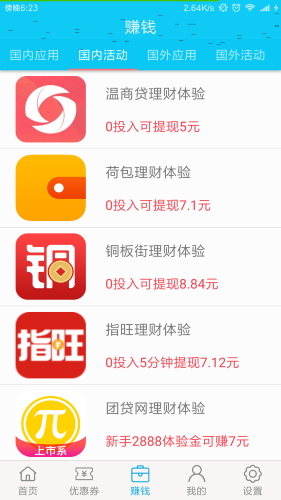 傍晚6:23
2.64K/s
赚钱
国内应用 国内活动 国外应用 国外活动
温商贷理财体验
0投入可提现5元
荷包理财体验
0投入可提现7.1元
铜
铜板街理财体验
0投入可提现8.84元
指旺
指旺理财体验
0投入5分钟提现7.12元
π
上市系
团贷网理财体验
新手2888体验金可赚7元
首页 优惠券 赚钱 我的 设置